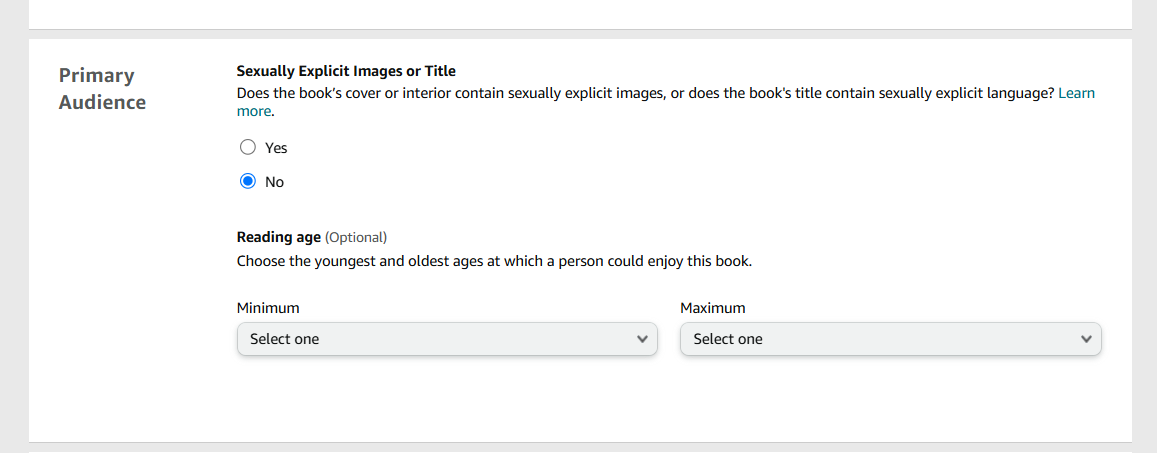 Primary
Audience
Sexually Explicit Images or Title
Does the book’s cover or interior contain sexually explicit images, or does the book's title contain sexually explicit language? Learn
more.
Yes
No
Reading age (Optional)
Choose the youngest and oldest ages at which a person could enjoy this book.
Minimum
Maximum
Select one
Select one